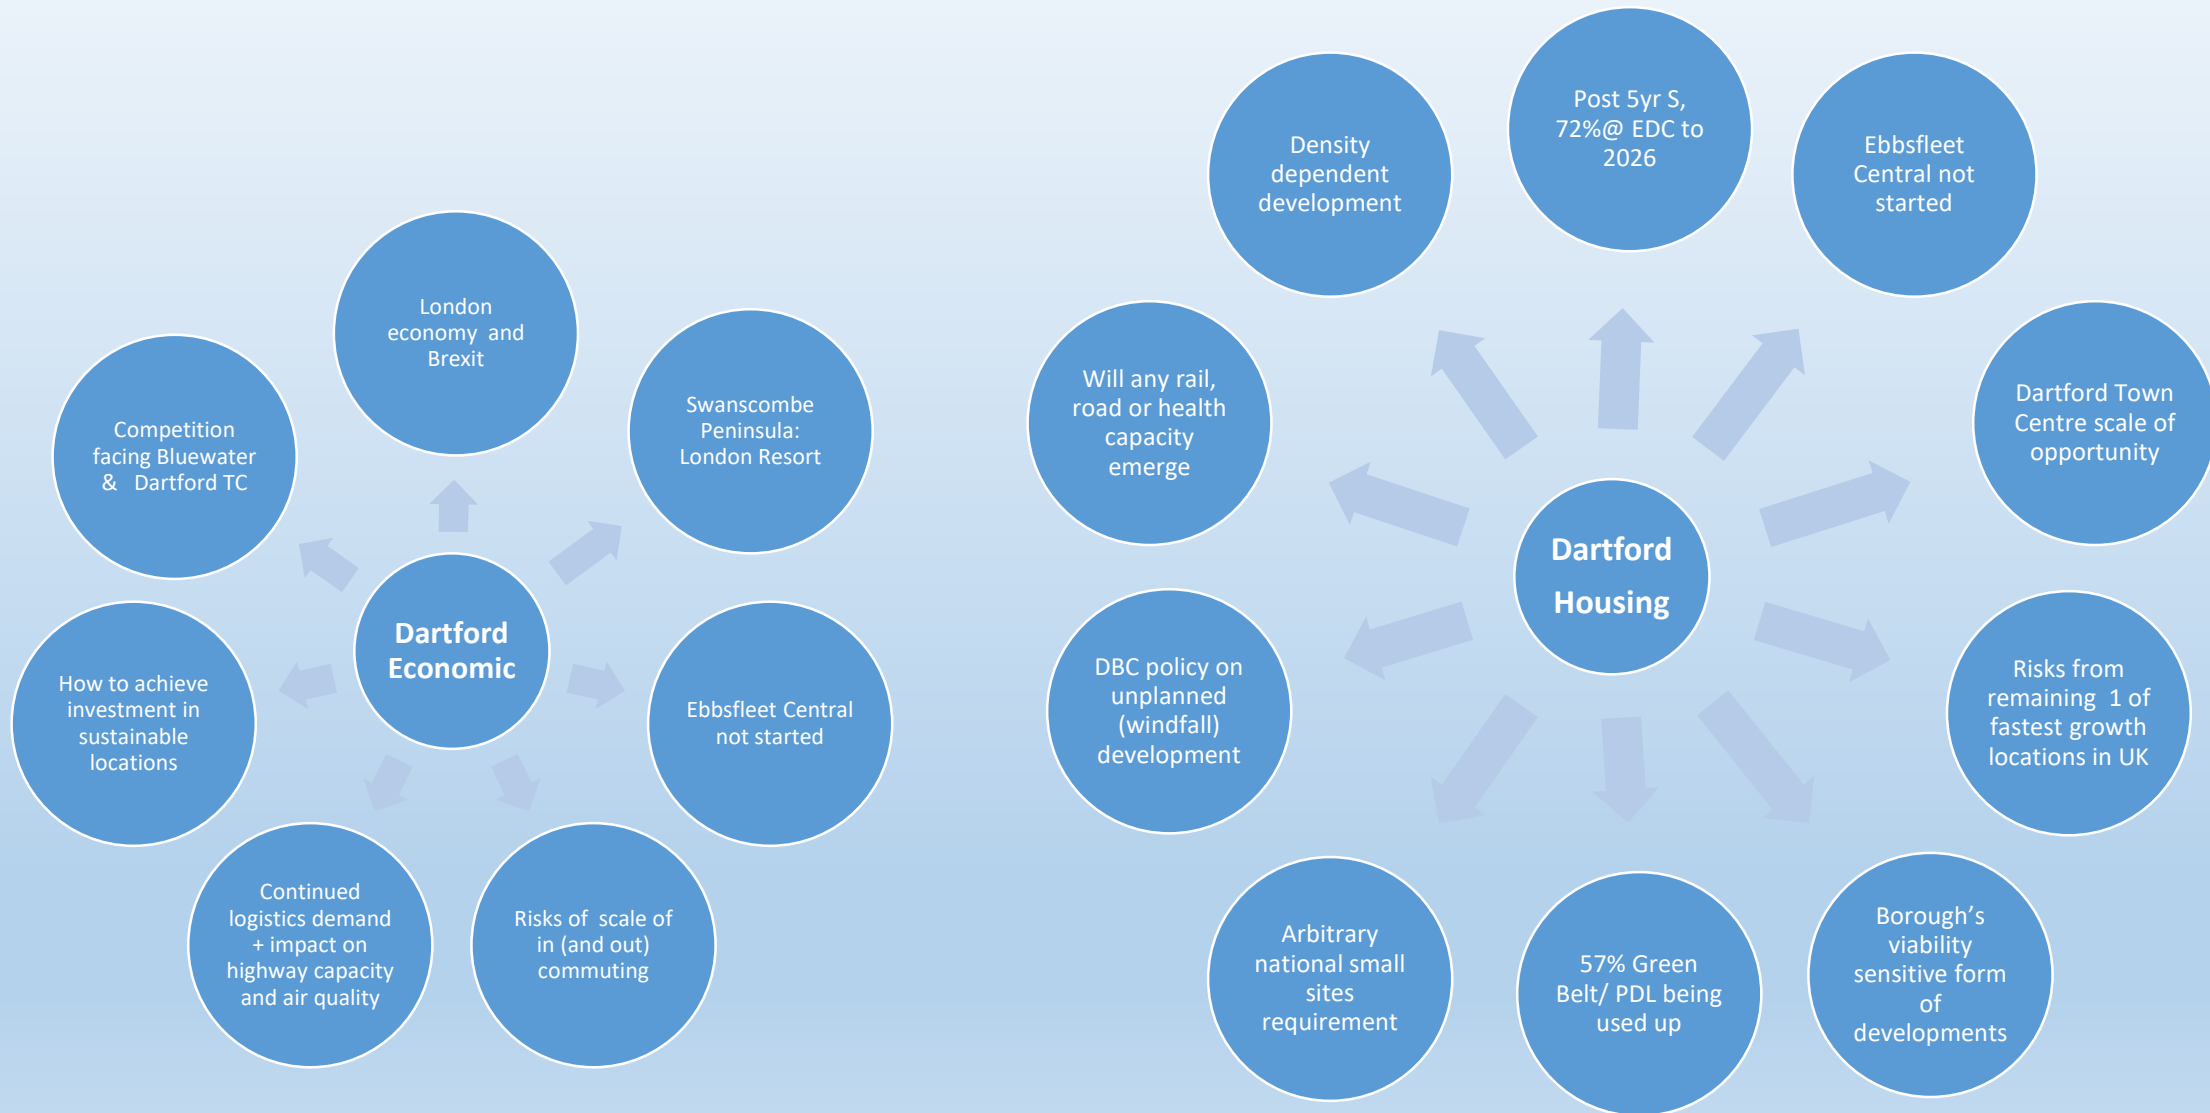 London
economy and
Brexit
Swanscombe
Peninsula:
London Resort
Ebbsfleet Central
not started
Risks of scale of
in (and out)
commuting
Continued
logistics demand
+ impact on
highway capacity
and air quality
How to achieve
investment in
sustainable
locations
Competition
facing Bluewater
& Dartford TC
Dartford
Economic
Post 5yr S,
72%@ EDC to
2026
Ebbsfleet
Central not
started
Dartford Town
Centre scale of
opportunity
Risks from
remaining 1 of
fastest growth
locations in UK
Borough’s
viability
sensitive form
of
developments
57% Green
Belt/ PDL being
used up
Arbitrary
national small
sites
requirement
DBC policy on
unplanned
(windfall)
development
Will any rail,
road or health
capacity
emerge
Density
dependent
development
Dartford
Housing